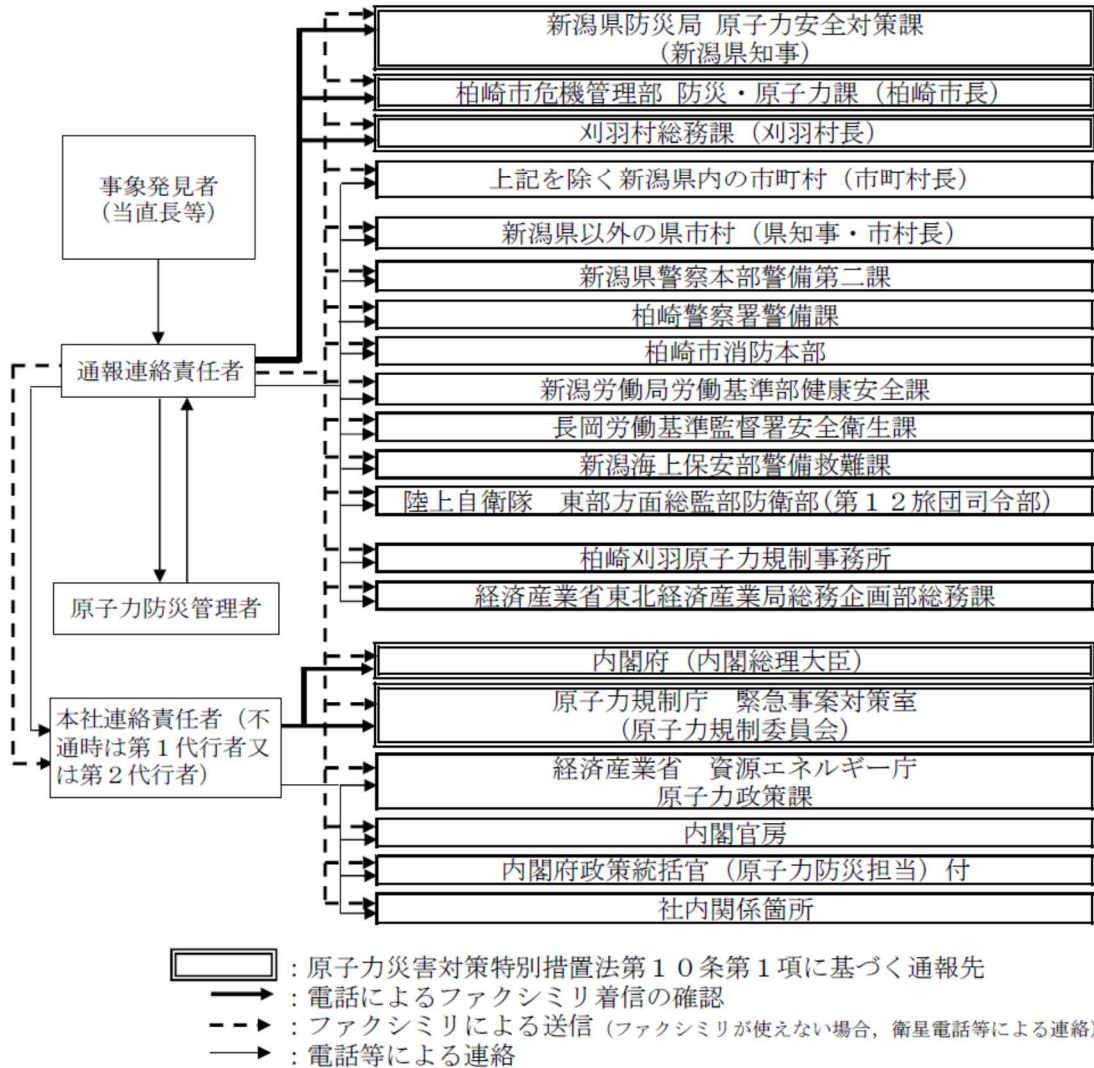 新潟県防災局 原子力安全対策課
(新潟県知事)
柏崎市危機管理部 防災・原子力課(柏崎市長)
刈羽村総務課(刈羽村長)
上記を除く新潟県内の市町村(市町村長)
新潟県以外の県市村(県知事・市村長)
新潟県警察本部警備第二課
柏崎警察署警備課
柏崎市消防本部
新潟労働局労働基準部健康安全課
長岡労働基準監督署安全衛生課
新潟海上保安部警備救難課
陸上自衛隊 東部方面総監部防衛部(第12旅団司令部)
柏崎刈羽原子力規制事務所
経済産業省東北経済産業局総務企画部総務課
事象発見者
(当直長等)
通報連絡責任者
原子力防災管理者
本社連絡責任者(不
通時は第1代行者又
は第2代行者)
内閣府(内閣総理大臣)
原子力規制庁 緊急事案対策室
(原子力規制委員会)
経済産業省 資源エネルギー庁
原子力政策課
内閣官房
内閣府政策統括官(原子力防災担当)付
社内関係箇所
:原子力災害対策特別措置法第10条第1項に基づく通報先
:電話によるファクシミリ着信の確認
:ファクシミリによる送信(ファクシミリが使えない場合,衛星電話等による連絡)
:電話等による連絡